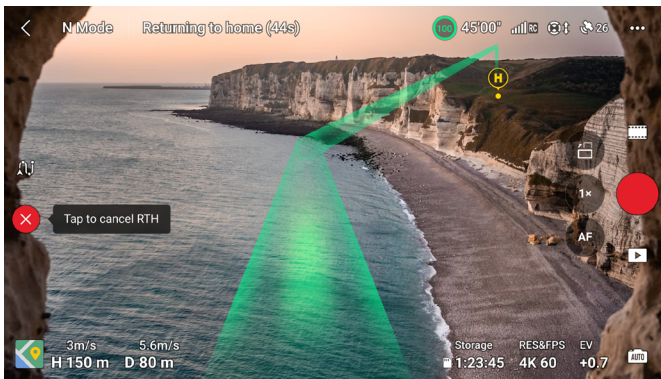 N Mode
Returning to home (44s)
100
45'00"
RC
26
H
1×
Tap to cancel RTH
AF
3m/s
5.6m/s
H 150 m
D 80 m
Storage
RES&FPS
EV
1:23:45
4K 60
+0.7
AUTO